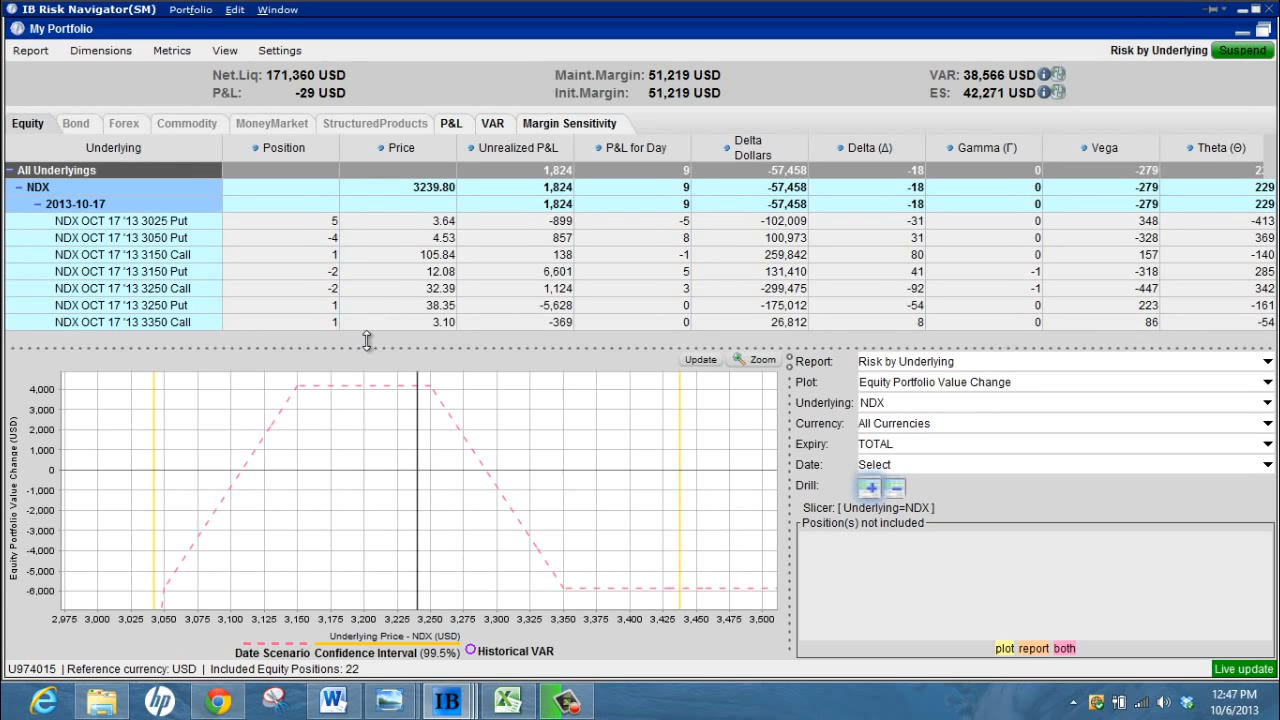 IB Risk Navigator(SM) Portfolio Edit Window
My Portfolio
Report Dimensions Metrics View Settings Risk by Underlying Suspend
Net.Liq: 171,360 USD Maint.Margin: 51,219 USD VAR: 38,566 USD
P&L: -29 USD Init.Margin: 51,219 USD ES: 42,271 USD
Equity Bond Forex Commodity MoneyMarket StructuredProducts P&L VAR Margin Sensitivity
Underlying Position Price Unrealized P&L P&L for Day Delta Dollars Delta (Δ) Gamma (Γ) Vega Theta (Θ)
All Underlyings 1,824 9 -57,458 -18 0 -279
NDX 3239.80 1,824 9 -57,458 -18 0 -279 229
2013-10-17 1,824 9 -57,458 -18 0 -279 229
NDX OCT 17 '13 3025 Put 5 3.64 -899 -5 -102,009 -31 0 348 -413
NDX OCT 17 '13 3050 Put -4 4.53 857 8 100,973 31 0 -328 369
NDX OCT 17 '13 3150 Call 1 105.84 138 -1 259,842 80 0 157 -140
NDX OCT 17 '13 3150 Put -2 12.08 6,601 5 131,410 41 -1 -318 285
NDX OCT 17 '13 3250 Call -2 32.39 1,124 3 -299,475 -92 -1 -447 342
NDX OCT 17 '13 3250 Put 1 38.35 -5,628 0 -175,012 -54 0 223 -161
NDX OCT 17 '13 3350 Call 1 3.10 -369 0 26,812 8 0 86 -54
Update Zoom
Report: Risk by Underlying
Plot: Equity Portfolio Value Change
Underlying: NDX
Currency: All Currencies
Expiry: TOTAL
Date: Select
Drill: + -
Slicer: [ Underlying=NDX ]
Position(s) not included
plot report both
Equity Portfolio Value Change (USD)
4,000
3,000
2,000
1,000
0
-1,000
-2,000
-3,000
-4,000
-5,000
-6,000
2,975 3,000 3,025 3,050 3,075 3,100 3,125 3,150 3,175 3,200 3,225 3,250 3,275 3,300 3,325 3,350 3,375 3,400 3,425 3,450 3,475 3,500
Underlying Price - NDX (USD)
Date Scenario Confidence Interval (99.5%) Historical VAR
U974015 | Reference currency: USD | Included Equity Positions: 22 Live update
IB
12:47 PM
10/6/2013